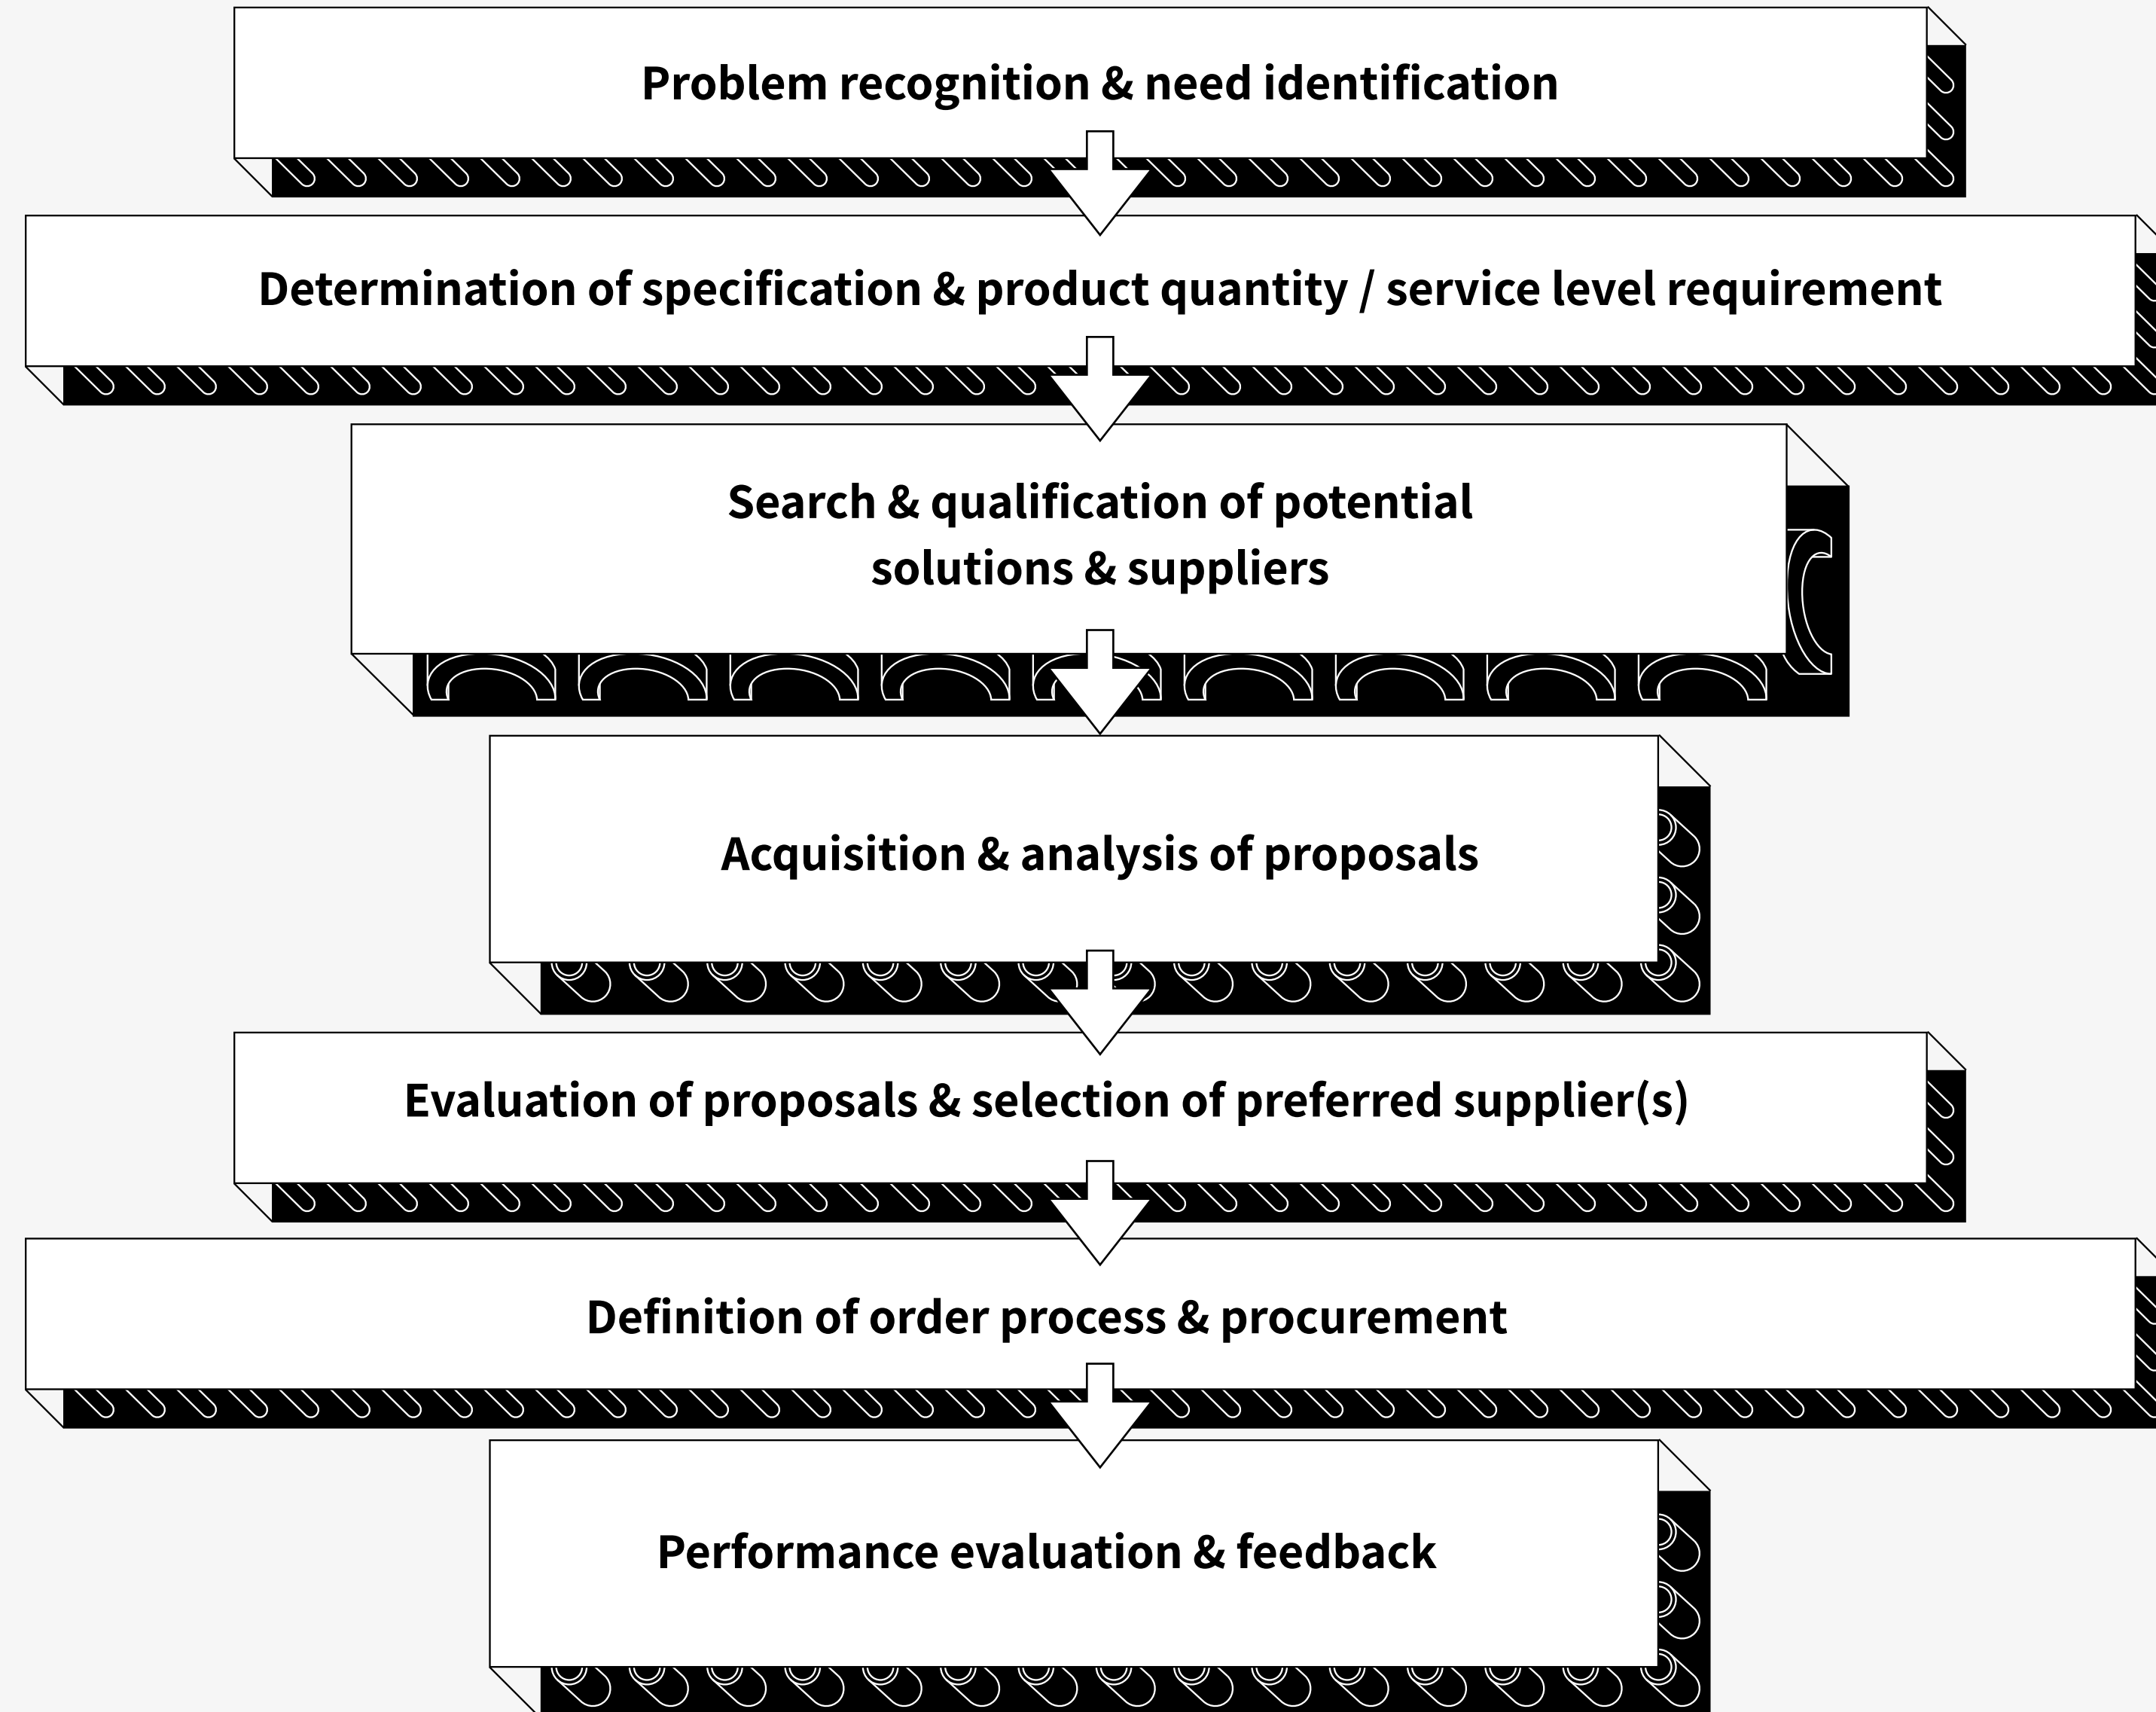 Problem recognition & need identification
Determination of specification & product quantity / service level requirement
Search & qualification of potential
solutions & suppliers
Acquisition & analysis of proposals
Evaluation of proposals & selection of preferred supplier(s)
Definition of order process & procurement
Performance evaluation & feedback